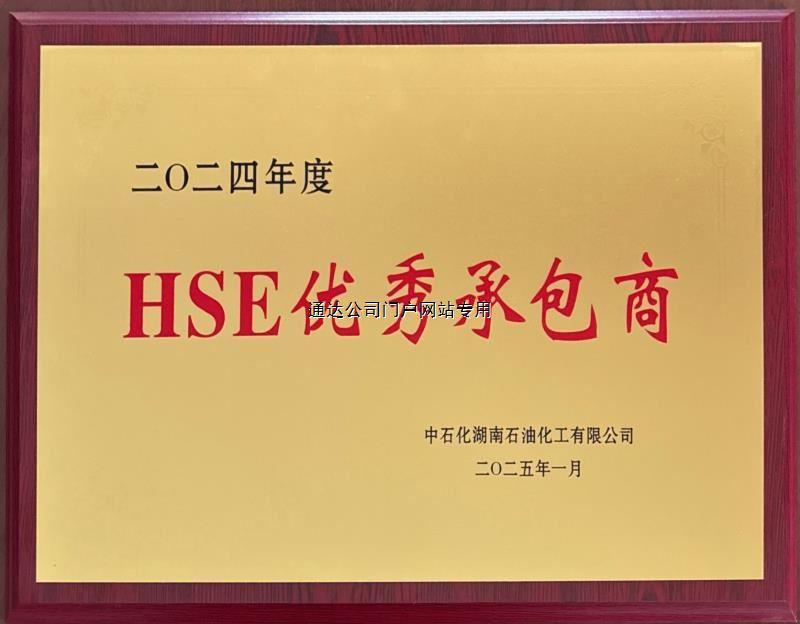 二〇二四年度
HSE优秀承包商
通达公司门户网站专用
中石化湖南石油化工有限公司
二〇二五年一月